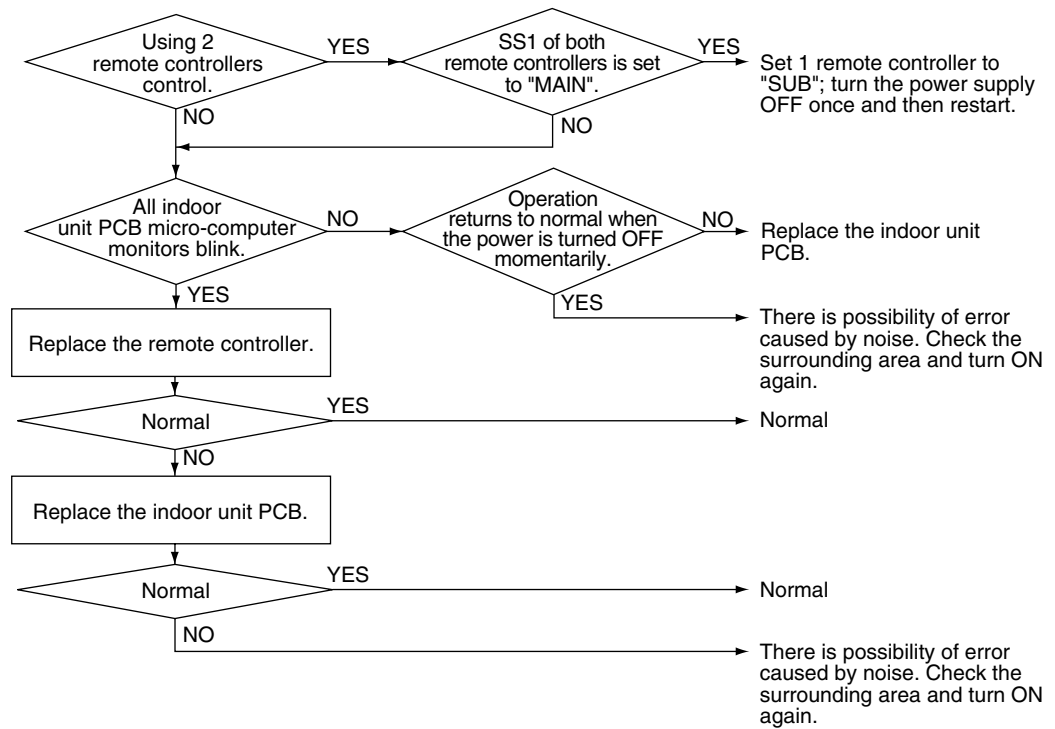 Using 2
remote controllers
control.
YES
SS1 of both
remote controllers is set
to "MAIN".
YES
Set 1 remote controller to
"SUB"; turn the power supply
OFF once and then restart.
NO
NO
All indoor
unit PCB micro-computer
monitors blink.
NO
Operation
returns to normal when
the power is turned OFF
momentarily.
NO
Replace the indoor unit
PCB.
YES
YES
There is possibility of error
caused by noise. Check the
surrounding area and turn ON
again.
Replace the remote controller.
Normal
YES
Normal
NO
Replace the indoor unit PCB.
Normal
YES
Normal
NO
There is possibility of error
caused by noise. Check the
surrounding area and turn ON
again.